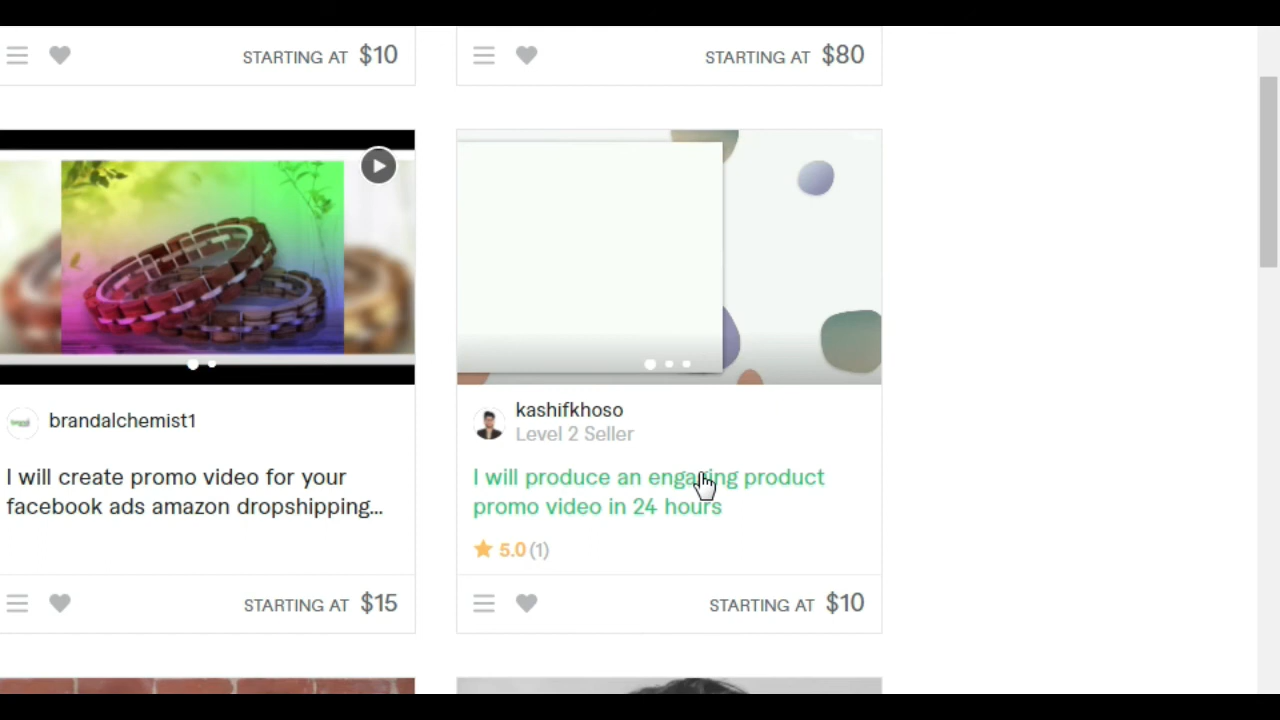 STARTING AT $10
STARTING AT $80
brandalchemist1
I will create promo video for your
facebook ads amazon dropshipping...
STARTING AT $15
kashifkhoso
Level 2 Seller
I will produce an engaging product
promo video in 24 hours
5.0 (1)
STARTING AT $10